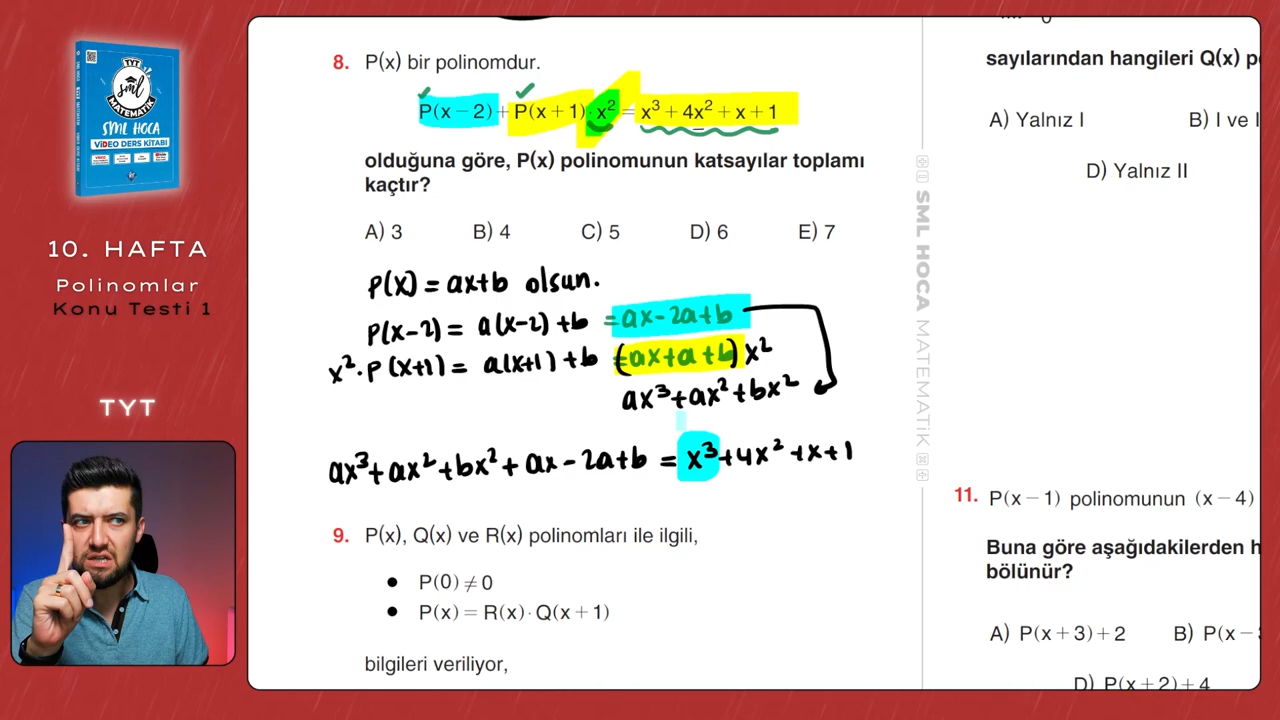 TYT
sml
MATEMATİK
SML HOCA
VİDEO DERS KİTABI
10. HAFTA
Polinomlar
Konu Testi 1
TYT
8. P(x) bir polinomdur.
P(x − 2) + P(x + 1) · x² = x³ + 4x² + x + 1
olduğuna göre, P(x) polinomunun katsayılar toplamı
kaçtır?
A) 3 B) 4 C) 5 D) 6 E) 7
P(x) = ax+b olsun.
P(x−2) = a(x−2) + b = ax−2a+b
x² · P(x+1) = a(x+1) + b = (ax+a+b) x²
ax³+ax²+bx²
ax³+ax²+bx²+ax−2a+b = x³+4x²+x+1
9. P(x), Q(x) ve R(x) polinomları ile ilgili,
● P(0) ≠ 0
● P(x) = R(x) · Q(x + 1)
bilgileri veriliyor,
SML HOCA MATEMATİK
sayılarından hangileri Q(x) p
A) Yalnız I B) I ve I
D) Yalnız II
11. P(x − 1) polinomunun (x − 4)
Buna göre aşağıdakilerden h
bölünür?
A) P(x + 3) + 2 B) P(x −
D) P(x + 2) + 4